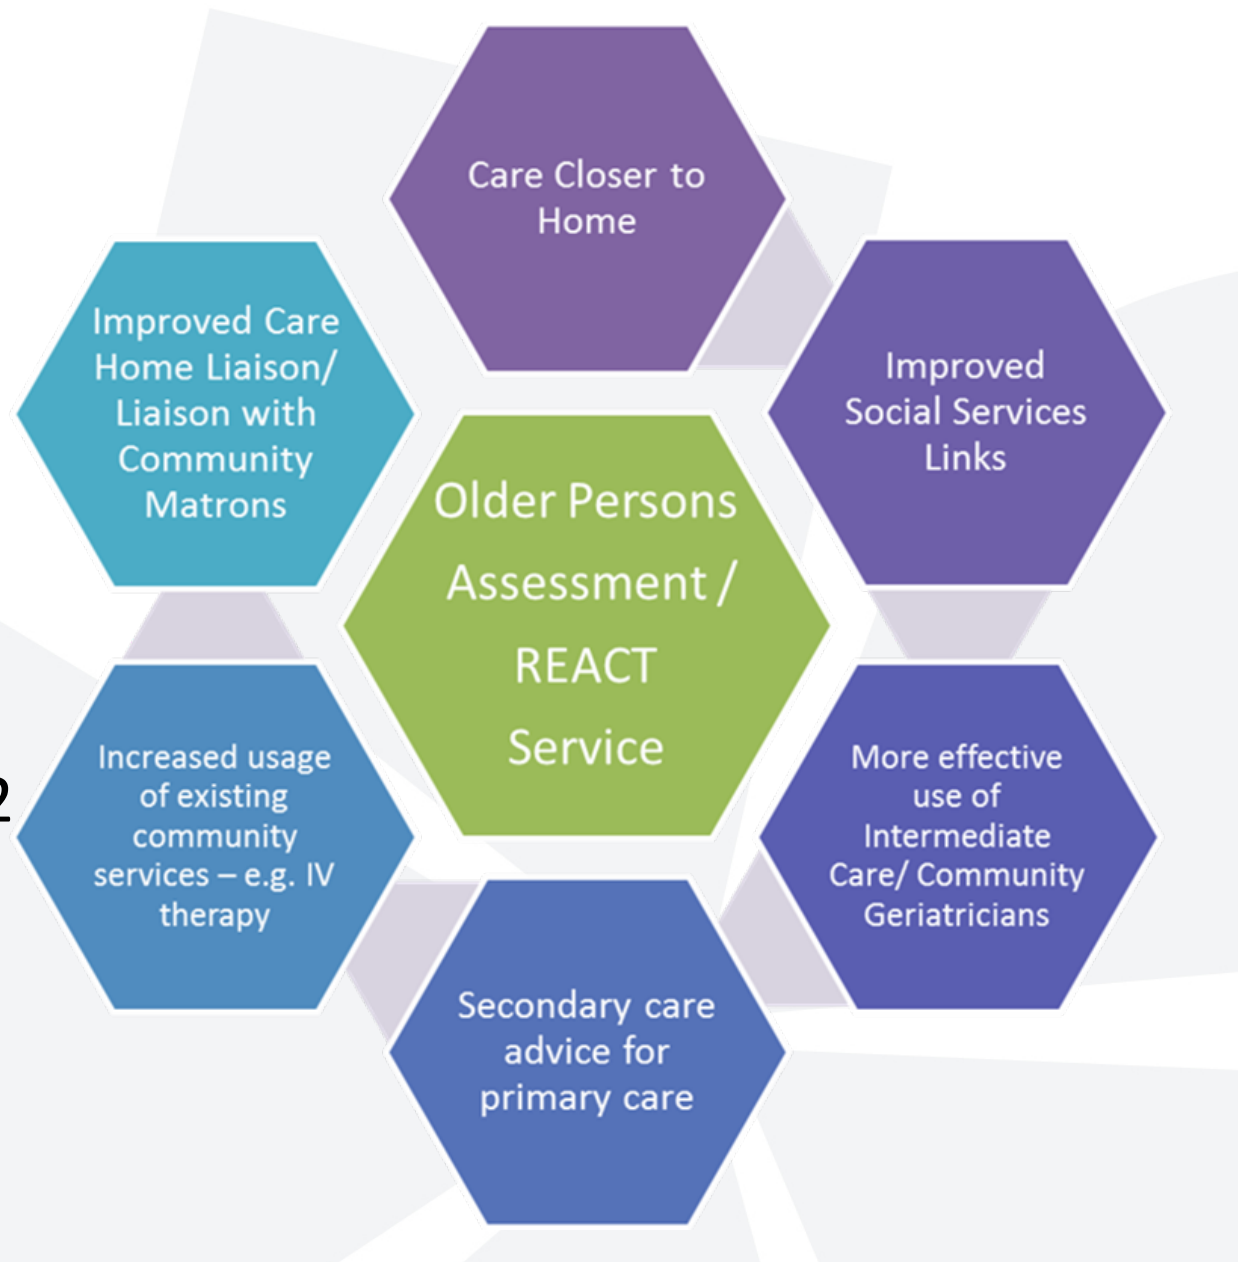 Care Closer to
Home
Improved Care
Home Liaison/
Liaison with
Community
Matrons
Improved
Social Services
Links
Older Persons
Assessment /
REACT
Service
Increased usage
of existing
community
services – e.g. IV
therapy
More effective
use of
Intermediate
Care/ Community
Geriatricians
Secondary care
advice for
primary care